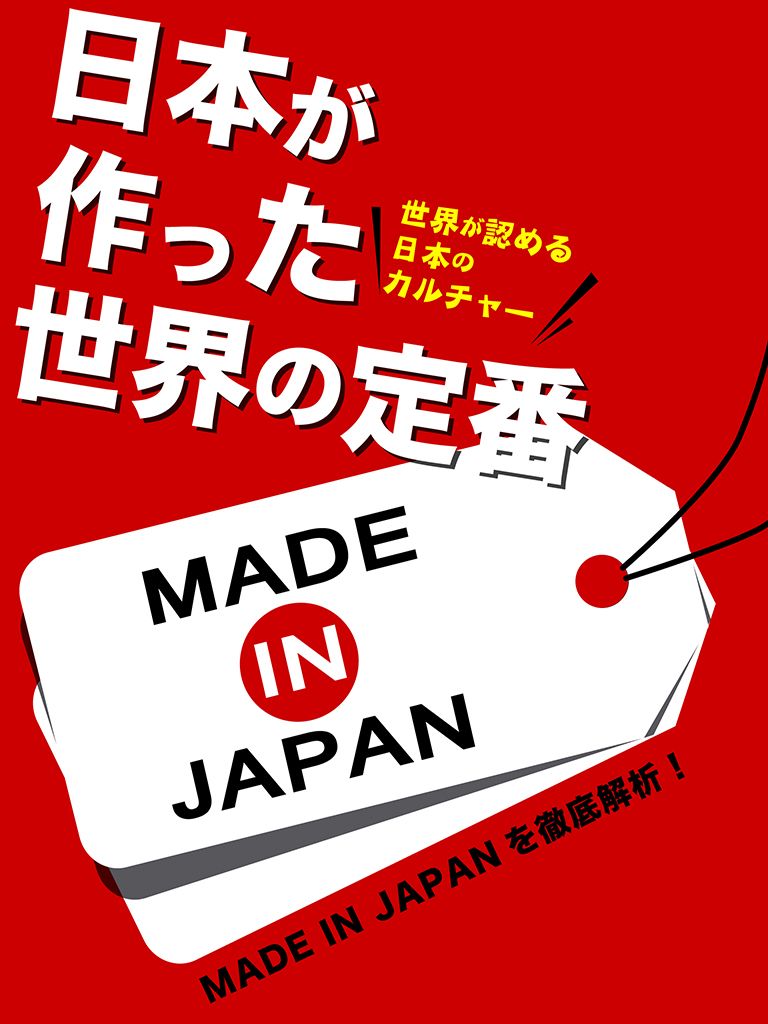 日本が
作った
世界の定番
世界が認める
日本の
カルチャー
MADE
IN
JAPAN
MADE IN JAPANを徹底解析！